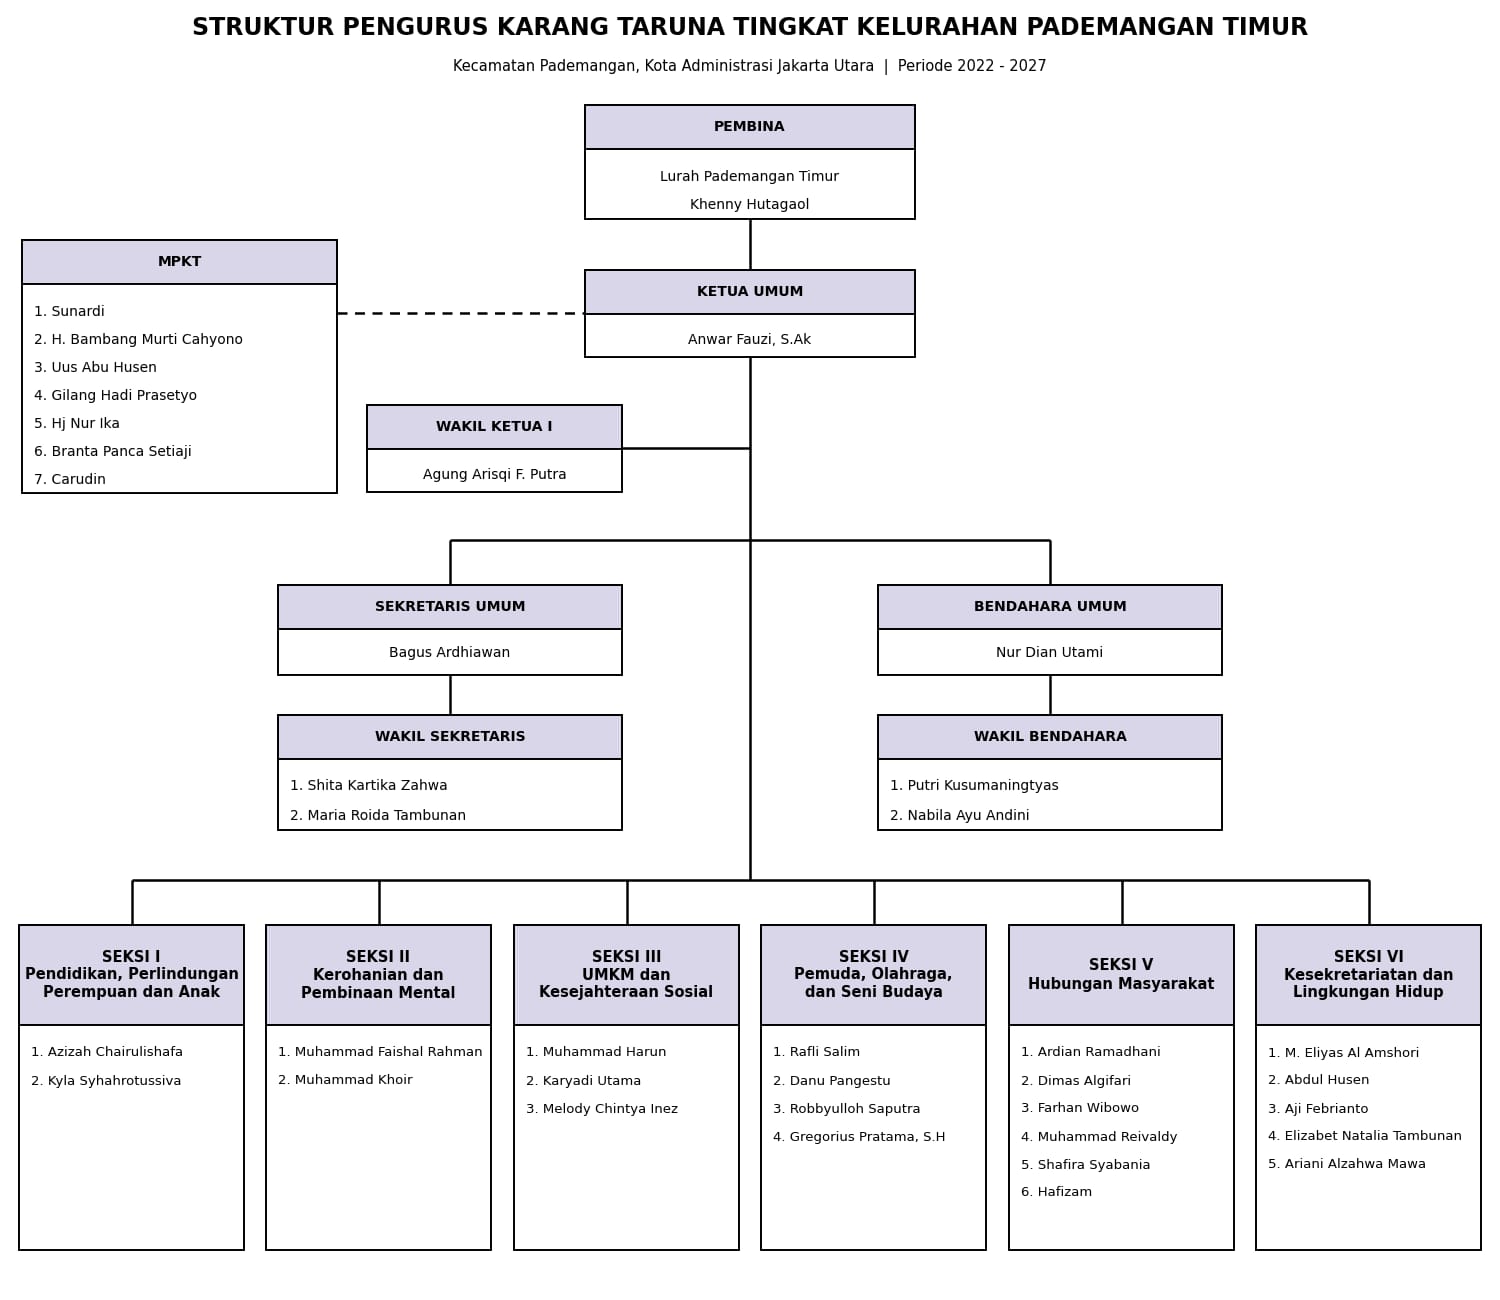 STRUKTUR PENGURUS KARANG TARUNA TINGKAT KELURAHAN PADEMANGAN TIMUR
Kecamatan Pademangan, Kota Administrasi Jakarta Utara | Periode 2022 - 2027
PEMBINA
Lurah Pademangan Timur
Khenny Hutagaol
MPKT
1. Sunardi
2. H. Bambang Murti Cahyono
3. Uus Abu Husen
4. Gilang Hadi Prasetyo
5. Hj Nur Ika
6. Branta Panca Setiaji
7. Carudin
KETUA UMUM
Anwar Fauzi, S.Ak
WAKIL KETUA I
Agung Arisqi F. Putra
SEKRETARIS UMUM
Bagus Ardhiawan
BENDAHARA UMUM
Nur Dian Utami
WAKIL SEKRETARIS
1. Shita Kartika Zahwa
2. Maria Roida Tambunan
WAKIL BENDAHARA
1. Putri Kusumaningtyas
2. Nabila Ayu Andini
SEKSI I
Pendidikan, Perlindungan
Perempuan dan Anak
1. Azizah Chairulishafa
2. Kyla Syhahrotussiva
SEKSI II
Kerohanian dan
Pembinaan Mental
1. Muhammad Faishal Rahman
2. Muhammad Khoir
SEKSI III
UMKM dan
Kesejahteraan Sosial
1. Muhammad Harun
2. Karyadi Utama
3. Melody Chintya Inez
SEKSI IV
Pemuda, Olahraga,
dan Seni Budaya
1. Rafli Salim
2. Danu Pangestu
3. Robbyulloh Saputra
4. Gregorius Pratama, S.H
SEKSI V
Hubungan Masyarakat
1. Ardian Ramadhani
2. Dimas Algifari
3. Farhan Wibowo
4. Muhammad Reivaldy
5. Shafira Syabania
6. Hafizam
SEKSI VI
Kesekretariatan dan
Lingkungan Hidup
1. M. Eliyas Al Amshori
2. Abdul Husen
3. Aji Febrianto
4. Elizabet Natalia Tambunan
5. Ariani Alzahwa Mawa